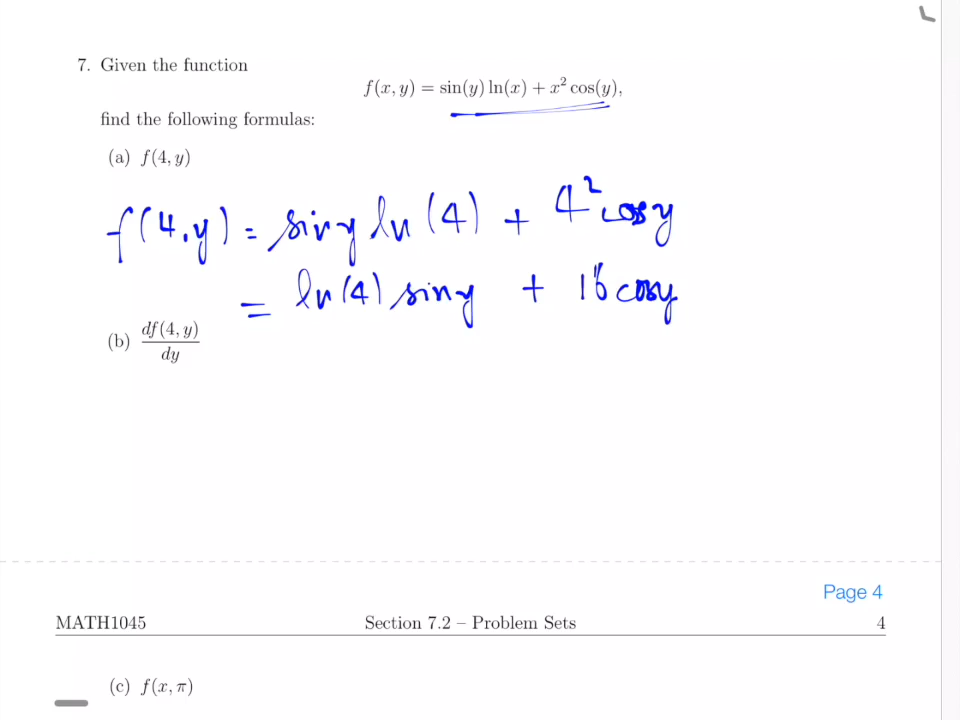 7. Given the function
f(x, y) = sin(y) ln(x) + x² cos(y),
find the following formulas:
(a) f(4, y)
f(4,y) = sin y ln(4) + 4² cos y
= ln(4) sin y + 16 cos y
(b) df(4, y)/dy
Page 4
MATH1045 Section 7.2 – Problem Sets 4
(c) f(x, π)